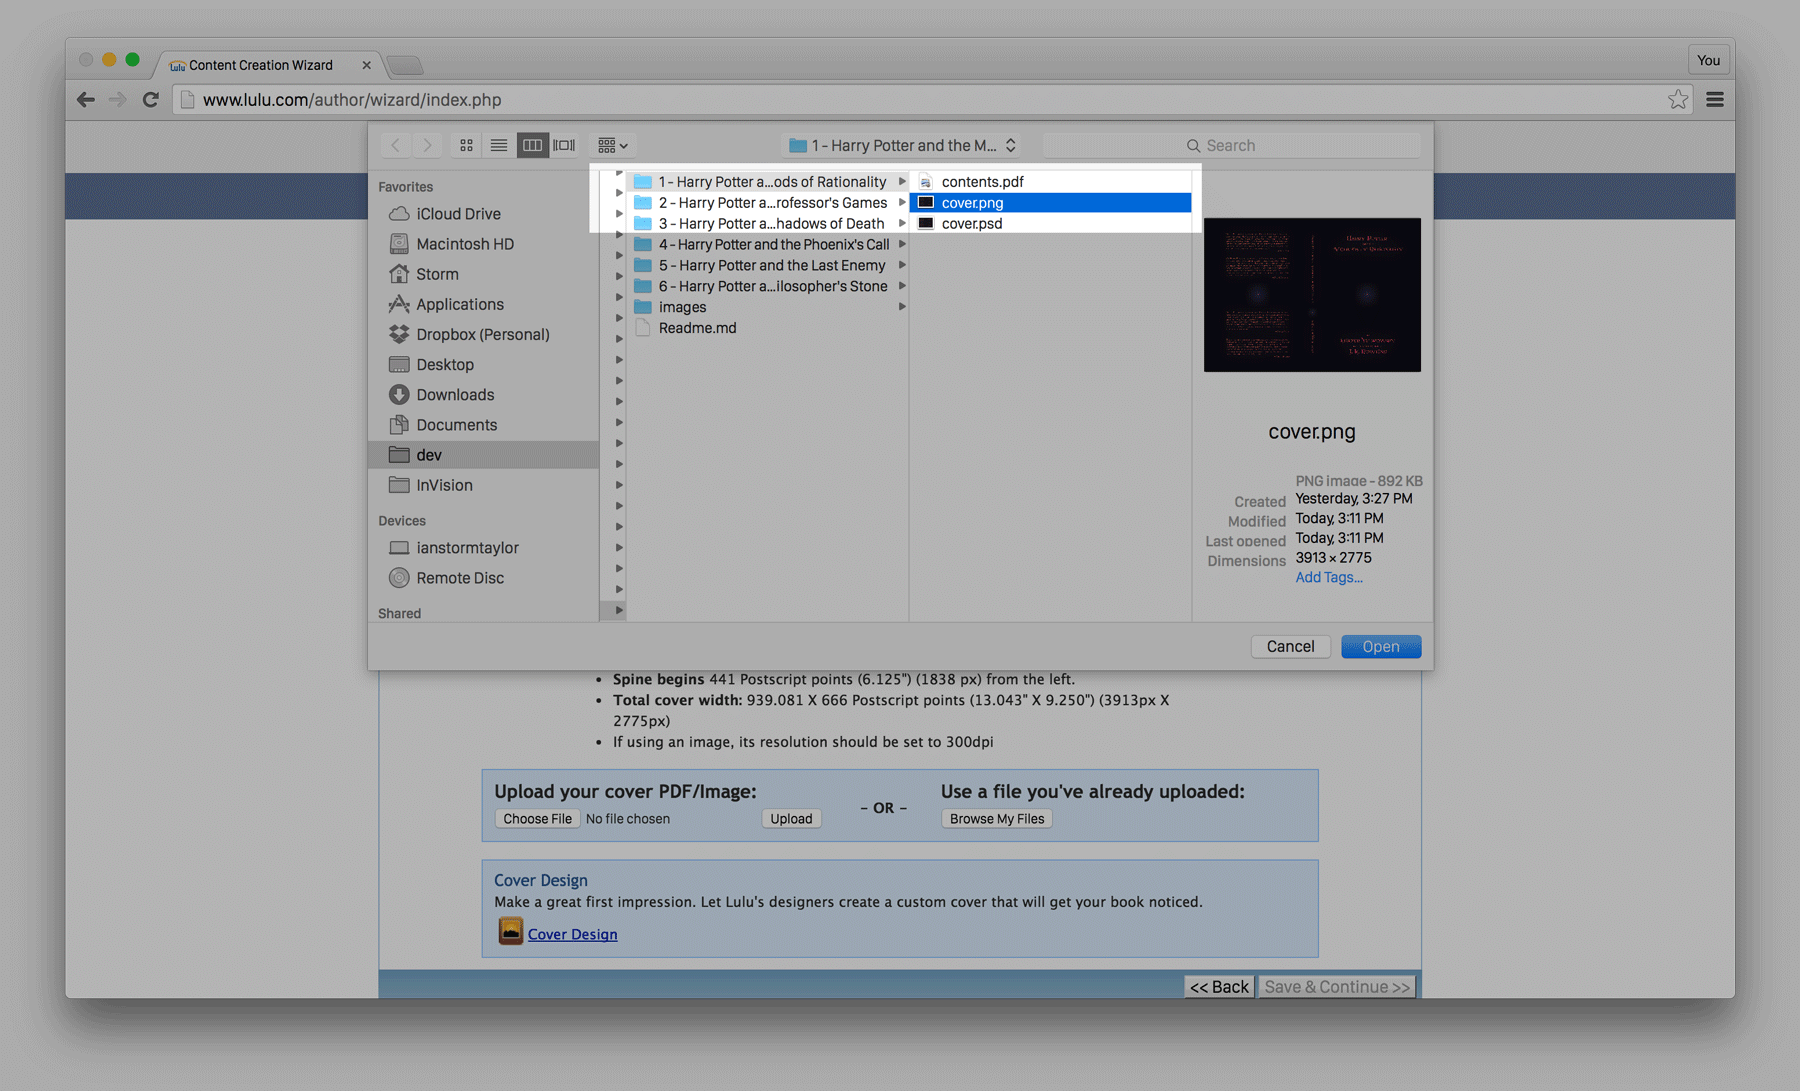 Content Creation Wizard
You
www.lulu.com/author/wizard/index.php
1 - Harry Potter and the M...
Search
Favorites
iCloud Drive
Macintosh HD
Storm
Applications
Dropbox (Personal)
Desktop
Downloads
Documents
dev
InVision
Devices
ianstormtaylor
Remote Disc
Shared
1 - Harry Potter a...ods of Rationality
2 - Harry Potter a...rofessor's Games
3 - Harry Potter a...hadows of Death
4 - Harry Potter and the Phoenix's Call
5 - Harry Potter and the Last Enemy
6 - Harry Potter a...ilosopher's Stone
images
Readme.md
contents.pdf
cover.png
cover.psd
cover.png
PNG image - 892 KB
Created Yesterday, 3:27 PM
Modified Today, 3:11 PM
Last opened Today, 3:11 PM
Dimensions 3913 × 2775
Add Tags...
Cancel
Open
• Spine begins 441 Postscript points (6.125") (1838 px) from the left.
• Total cover width: 939.081 X 666 Postscript points (13.043" X 9.250") (3913px X
2775px)
• If using an image, its resolution should be set to 300dpi
Upload your cover PDF/Image:
Choose File No file chosen
Upload
- OR -
Use a file you've already uploaded:
Browse My Files
Cover Design
Make a great first impression. Let Lulu's designers create a custom cover that will get your book noticed.
Cover Design
<< Back
Save & Continue >>